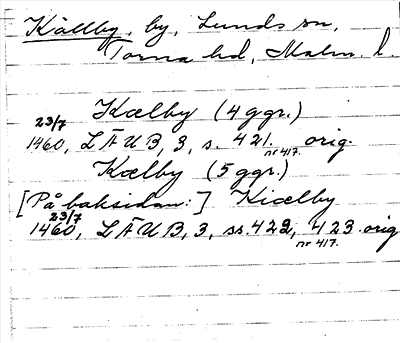 Källby, by, Lunds sn,
Torna hd, Malm. l.
Kælby (4 ggr.)
23/7
1460, LÄUB, 3, s. 421. orig.
nr 417.
Kælby (5 ggr.)
[På baksidan:] Kiælby
23/7
1460, LÄUB, 3, ss. 422, 423 orig
nr 417.